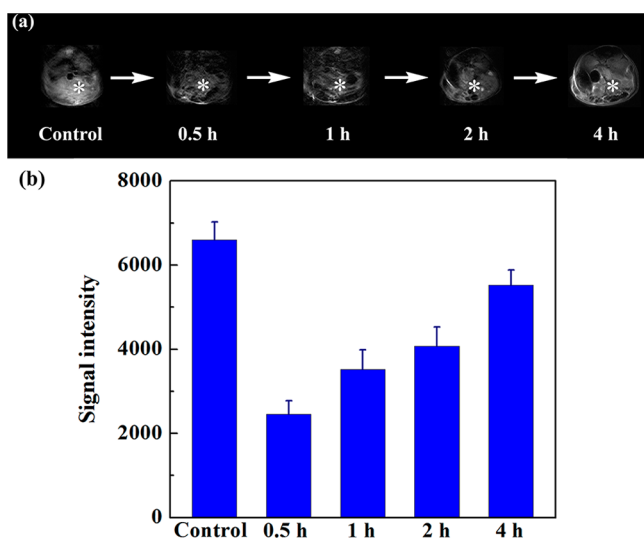 (a)
* * * * *
Control 0.5 h 1 h 2 h 4 h
(b)
8000
6000
4000
2000
0
Signal intensity
Control 0.5 h 1 h 2 h 4 h